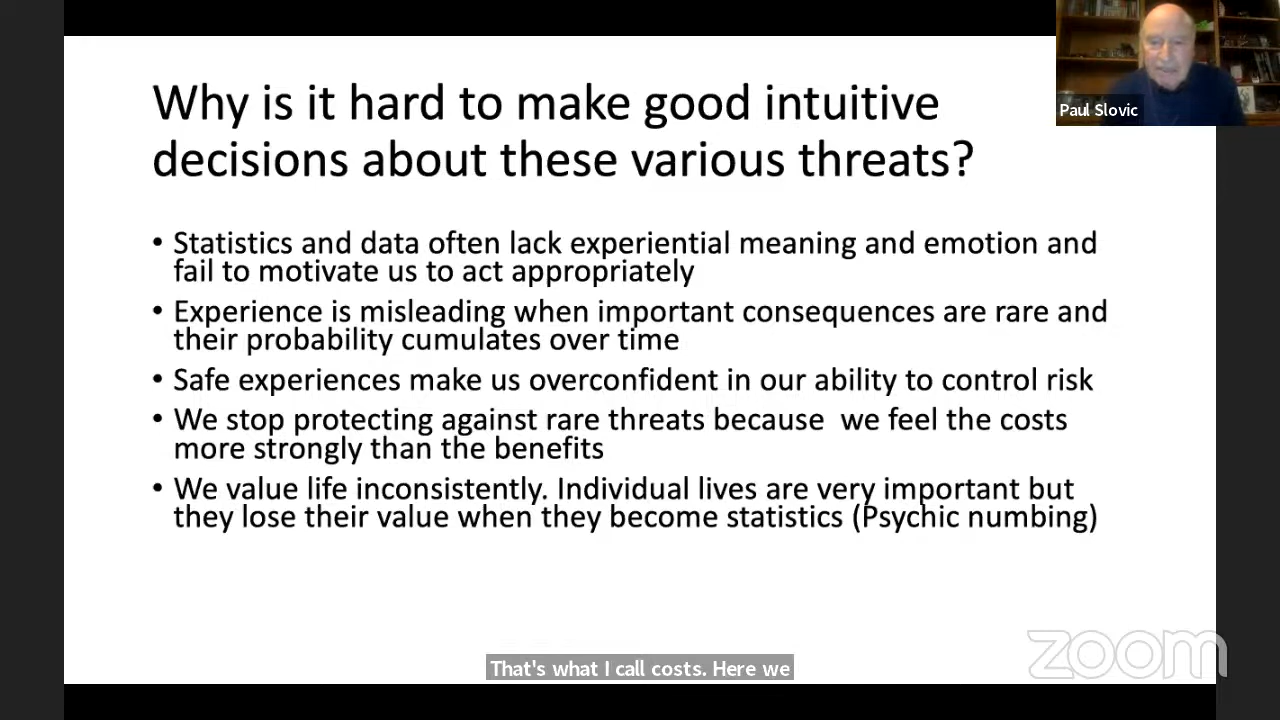 Why is it hard to make good intuitive
decisions about these various threats?
Paul Slovic
• Statistics and data often lack experiential meaning and emotion and
fail to motivate us to act appropriately
• Experience is misleading when important consequences are rare and
their probability cumulates over time
• Safe experiences make us overconfident in our ability to control risk
• We stop protecting against rare threats because  we feel the costs
more strongly than the benefits
• We value life inconsistently. Individual lives are very important but
they lose their value when they become statistics (Psychic numbing)
That's what I call costs. Here we
zoom